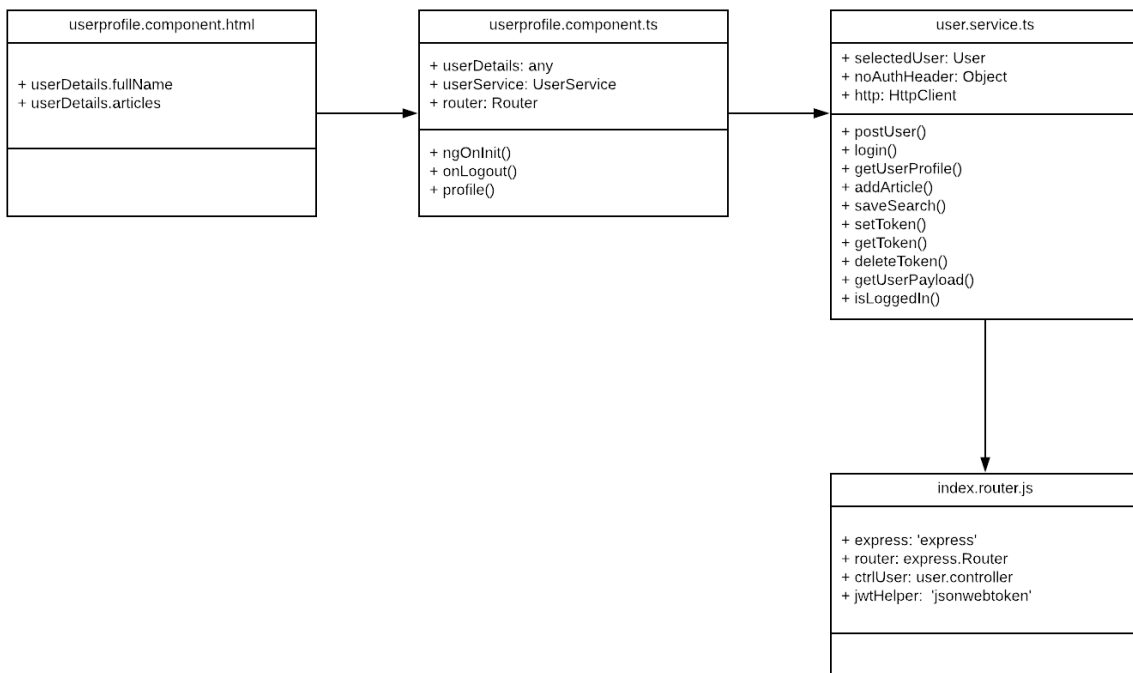 userprofile.component.html
+ userDetails.fullName
+ userDetails.articles
userprofile.component.ts
+ userDetails: any
+ userService: UserService
+ router: Router
+ ngOnInit()
+ onLogout()
+ profile()
user.service.ts
+ selectedUser: User
+ noAuthHeader: Object
+ http: HttpClient
+ postUser()
+ login()
+ getUserProfile()
+ addArticle()
+ saveSearch()
+ setToken()
+ getToken()
+ deleteToken()
+ getUserPayload()
+ isLoggedIn()
index.router.js
+ express: 'express'
+ router: express.Router
+ ctrlUser: user.controller
+ jwtHelper:  'jsonwebtoken'